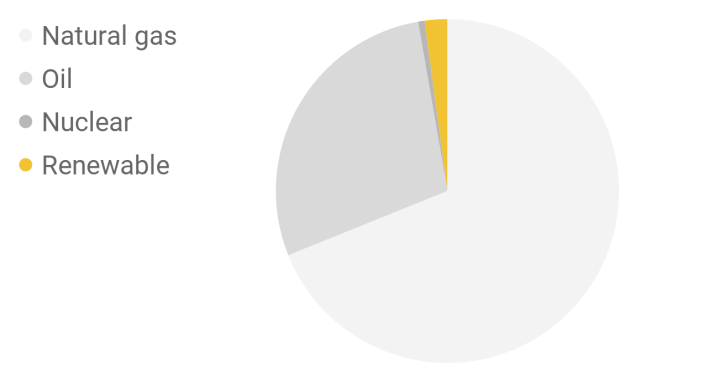 Natural gas
Oil
Nuclear
Renewable